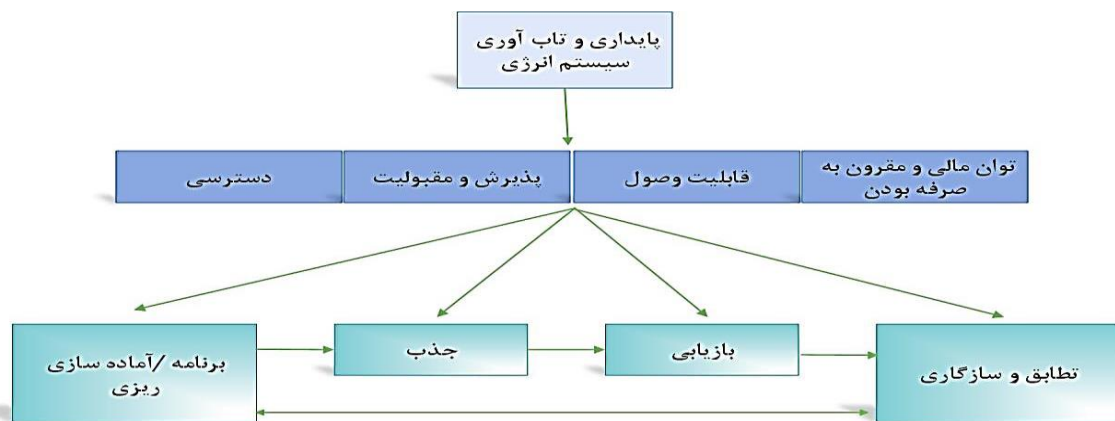 پایداری و تاب آوری
سیستم انرژی
توان مالی و مقرون به
صرفه بودن
قابلیت وصول
پذیرش و مقبولیت
دسترسی
برنامه /آماده سازی
ریزی
جذب
بازیابی
تطابق و سازگاری